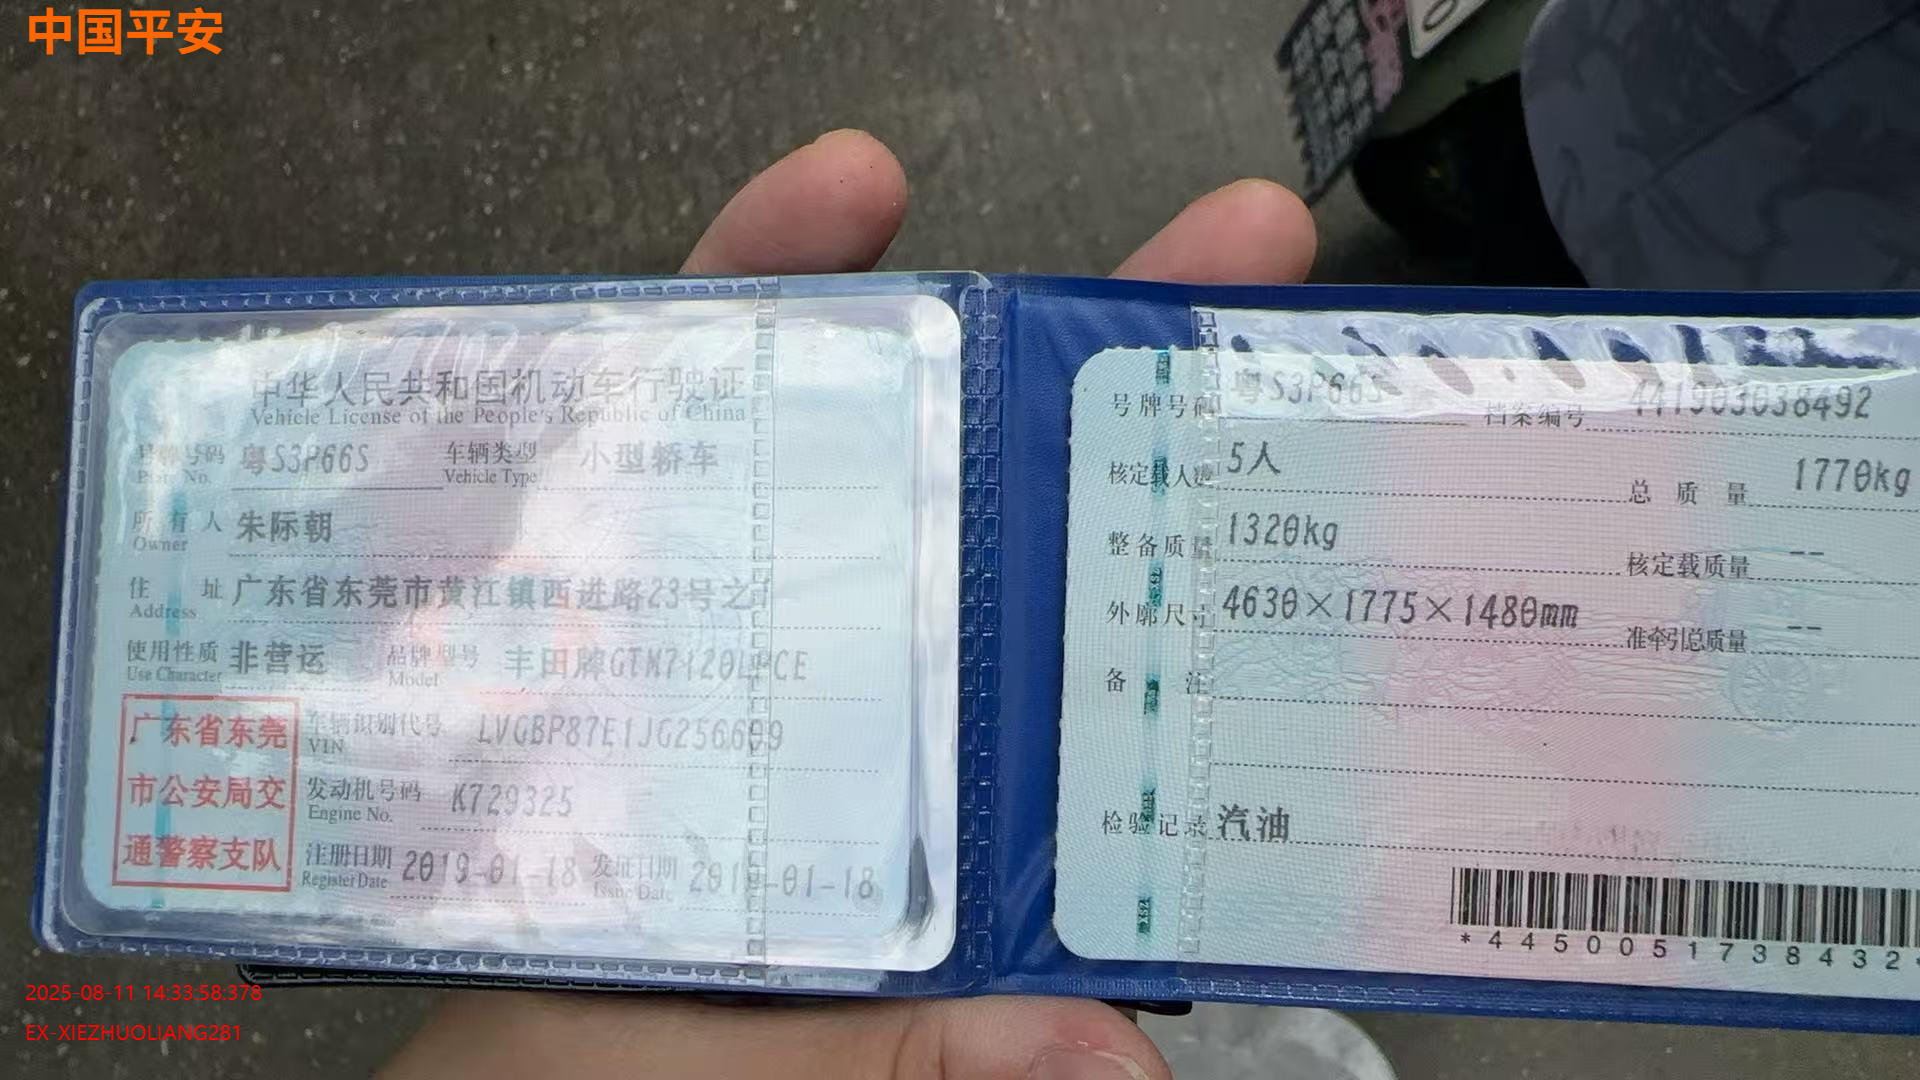 中国平安
中华人民共和国机动车行驶证
Vehicle License of the People's Republic of China
号牌号码 粤S3P66S 车辆类型 小型轿车
Plate No. Vehicle Type
所有人 朱际朝
Owner
住址 广东省东莞市黄江镇西进路23号之
Address
使用性质 非营运 品牌型号 丰田牌GTM7120LPCE
Use Character Model
广东省东莞
市公安局交
通警察支队
车辆识别代号 LVGBP87E1JG256699
VIN
发动机号码 K729325
Engine No.
注册日期 2019-01-18 发证日期 2019-01-18
Register Date Issue Date
号牌号码 粤S3P66S 档案编号 441903038492
核定载人数 5人 总质量 1770kg
整备质量 1320kg 核定载质量 --
外廓尺寸 4630×1775×1480mm 准牵引总质量 --
备注
检验记录 汽油
*4450051738432
2025-08-11 14:33:58:378
EX-XIEZHUOLIANG281